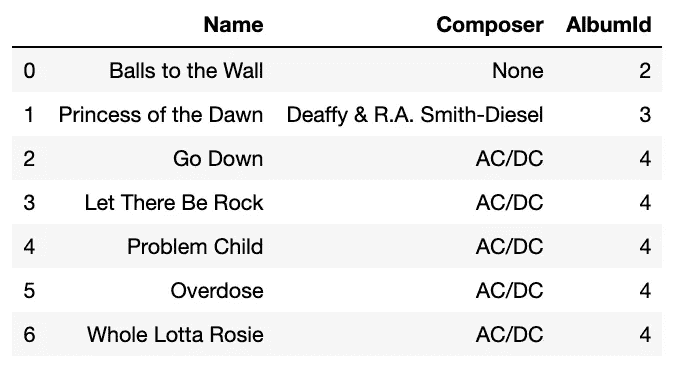 Name Composer AlbumId
0 Balls to the Wall None 2
1 Princess of the Dawn Deaffy & R.A. Smith-Diesel 3
2 Go Down AC/DC 4
3 Let There Be Rock AC/DC 4
4 Problem Child AC/DC 4
5 Overdose AC/DC 4
6 Whole Lotta Rosie AC/DC 4